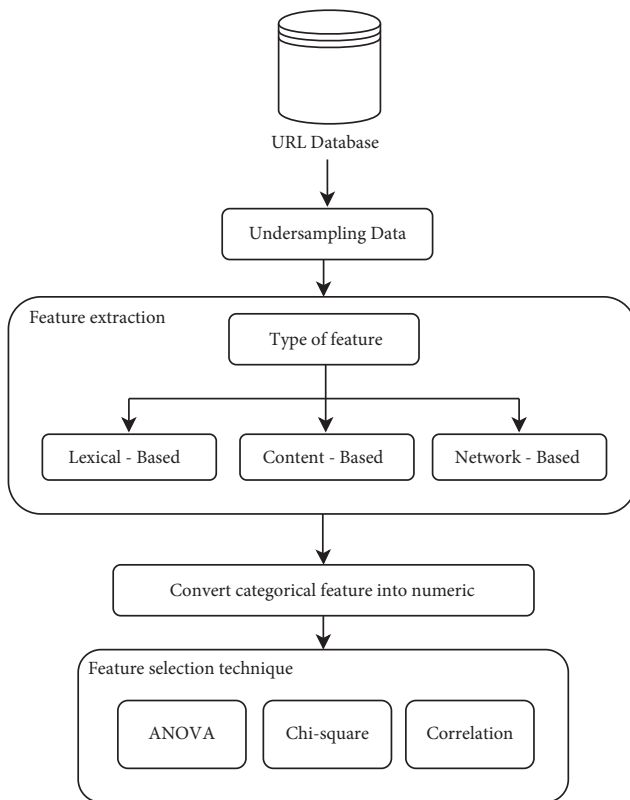 URL Database
Undersampling Data
Feature extraction
Type of feature
Lexical - Based
Content - Based
Network - Based
Convert categorical feature into numeric
Feature selection technique
ANOVA
Chi-square
Correlation